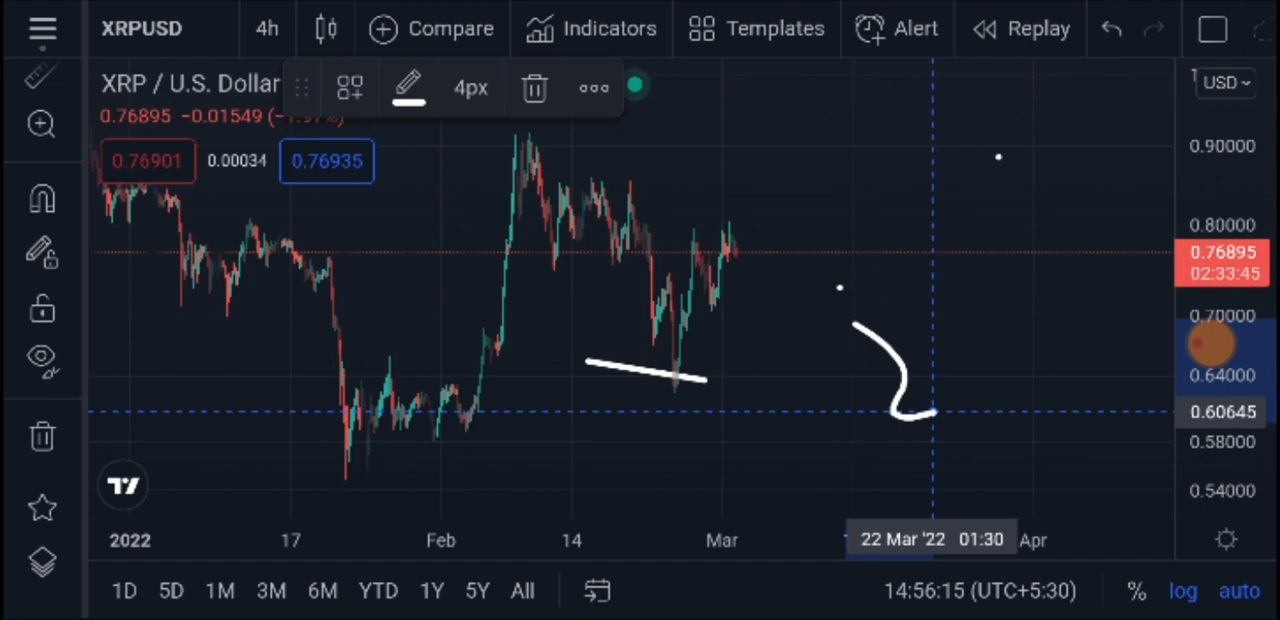 XRPUSD 4h Compare Indicators Templates Alert Replay
XRP / U.S. Dollar
USD
0.76895 −0.01549
0.76901 0.00034 0.76935
0.90000
0.80000
0.76895
02:33:45
0.70000
0.64000
0.60645
0.58000
0.54000
2022 17 Feb 14 Mar 22 Mar '22 01:30 Apr
1D 5D 1M 3M 6M YTD 1Y 5Y All 14:56:15 (UTC+5:30) % log auto
4px